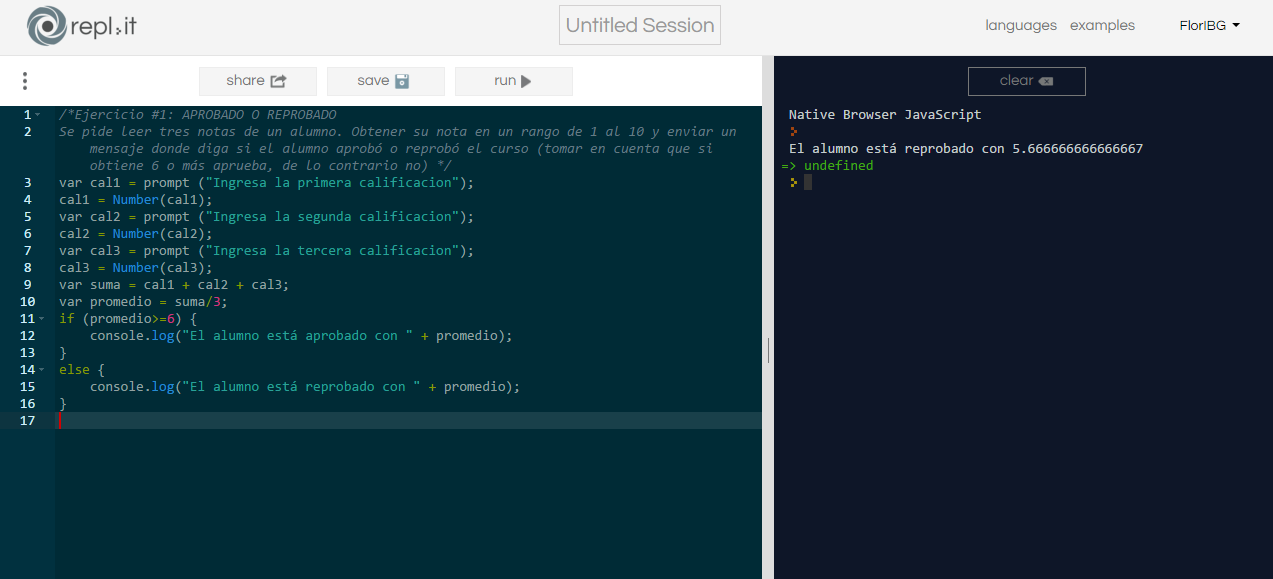 repl.it
Untitled Session
languages examples FlorIBG
share save run
clear
1 /*Ejercicio #1: APROBADO O REPROBADO
2 Se pide leer tres notas de un alumno. Obtener su nota en un rango de 1 al 10 y enviar un
mensaje donde diga si el alumno aprobó o reprobó el curso (tomar en cuenta que si
obtiene 6 o más aprueba, de lo contrario no) */
3 var cal1 = prompt ("Ingresa la primera calificacion");
4 cal1 = Number(cal1);
5 var cal2 = prompt ("Ingresa la segunda calificacion");
6 cal2 = Number(cal2);
7 var cal3 = prompt ("Ingresa la tercera calificacion");
8 cal3 = Number(cal3);
9 var suma = cal1 + cal2 + cal3;
10 var promedio = suma/3;
11 if (promedio>=6) {
12 console.log("El alumno está aprobado con " + promedio);
13 }
14 else {
15 console.log("El alumno está reprobado con " + promedio);
16 }
17
Native Browser JavaScript
El alumno está reprobado con 5.666666666666667
=> undefined